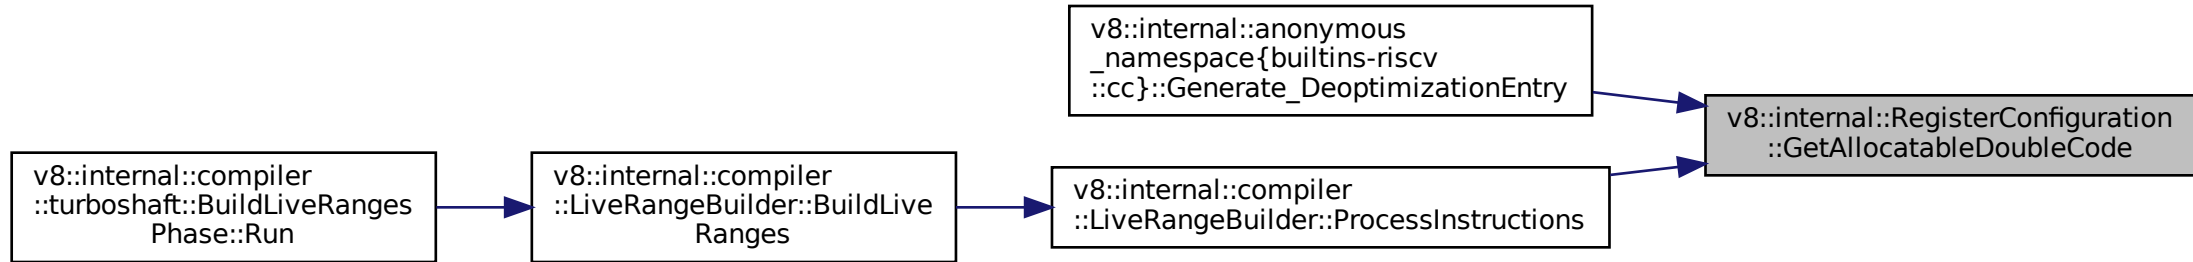 v8::internal::anonymous
_namespace{builtins-riscv
::cc}::Generate_DeoptimizationEntry
v8::internal::RegisterConfiguration
::GetAllocatableDoubleCode
v8::internal::compiler
::turboshaft::BuildLiveRanges
Phase::Run
v8::internal::compiler
::LiveRangeBuilder::BuildLive
Ranges
v8::internal::compiler
::LiveRangeBuilder::ProcessInstructions